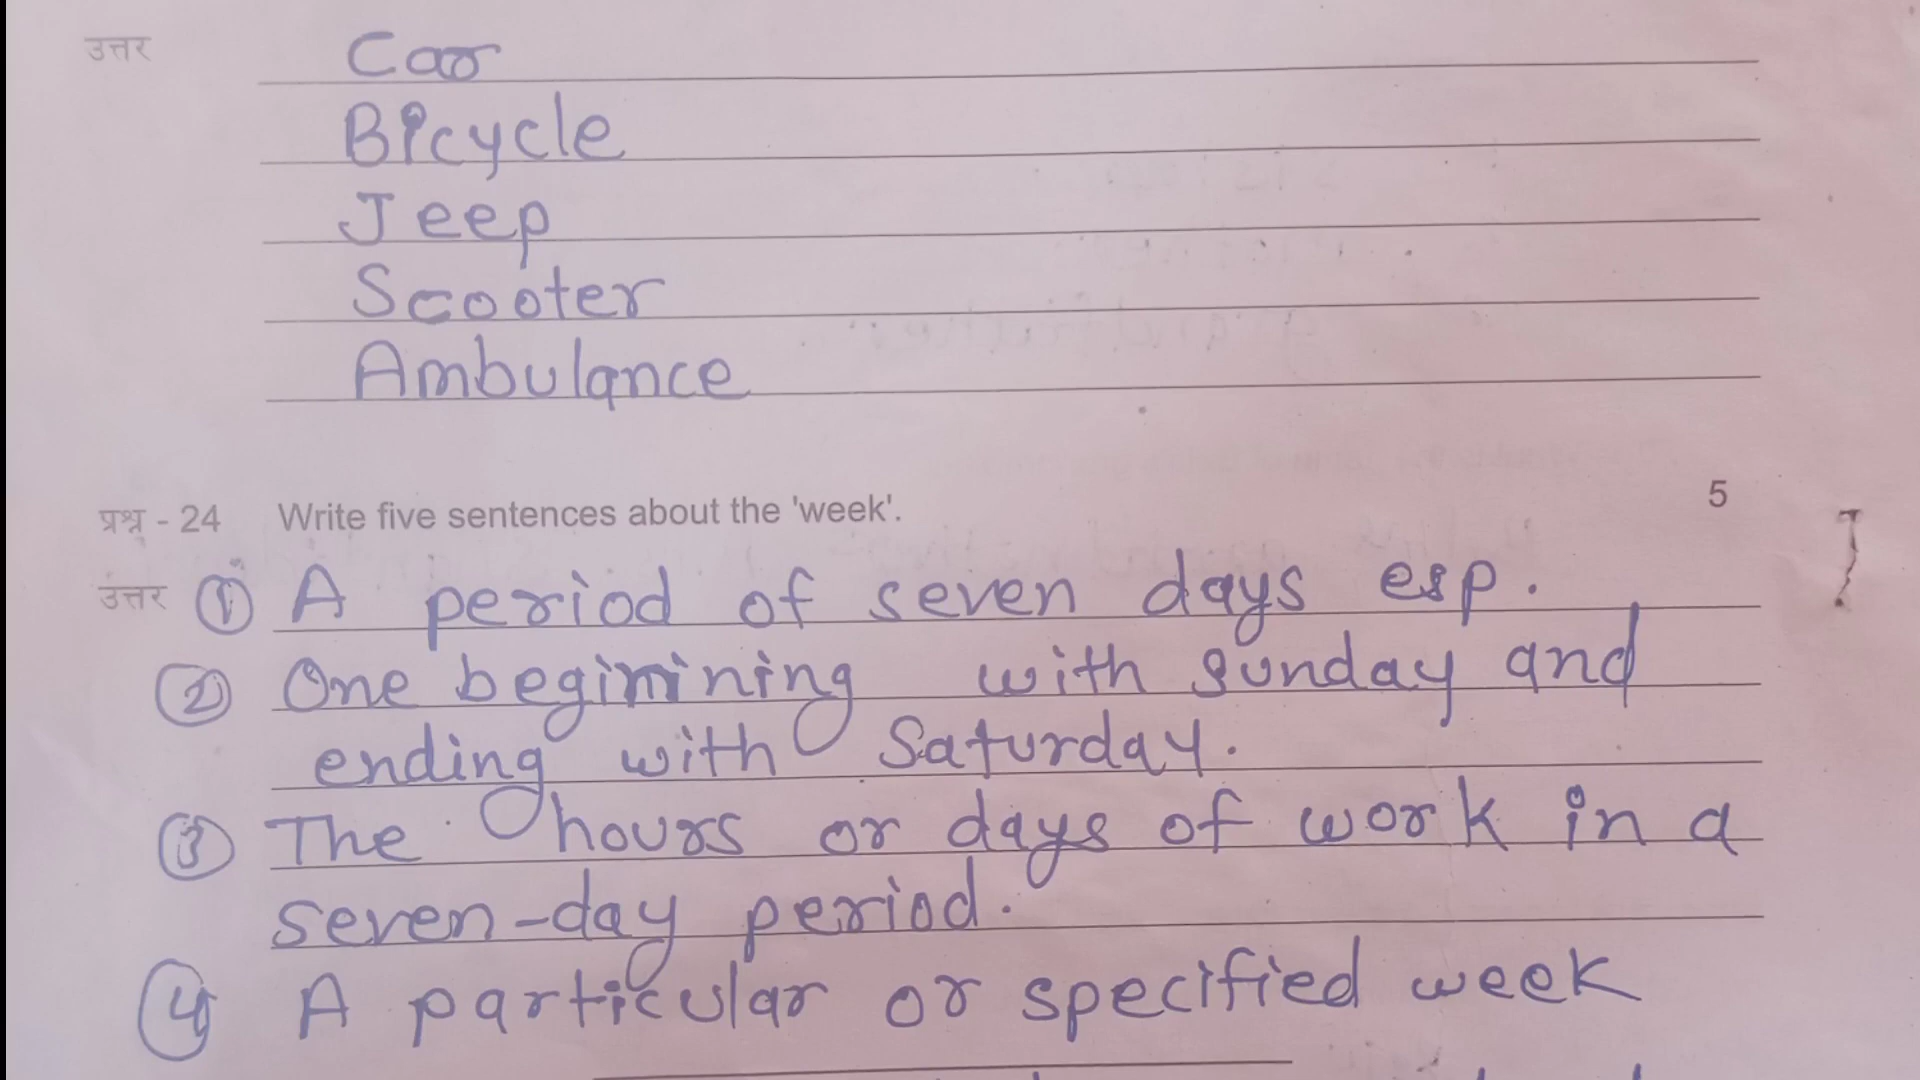 उत्तर Car
Bicycle
Jeep
Scooter
Ambulance
प्रश्न - 24 Write five sentences about the 'week'. 5
उत्तर ① A period of seven days esp.
② One beginining with sunday and
ending with Saturday.
③ The hours or days of work in a
seven-day period.
④ A particular or specified week